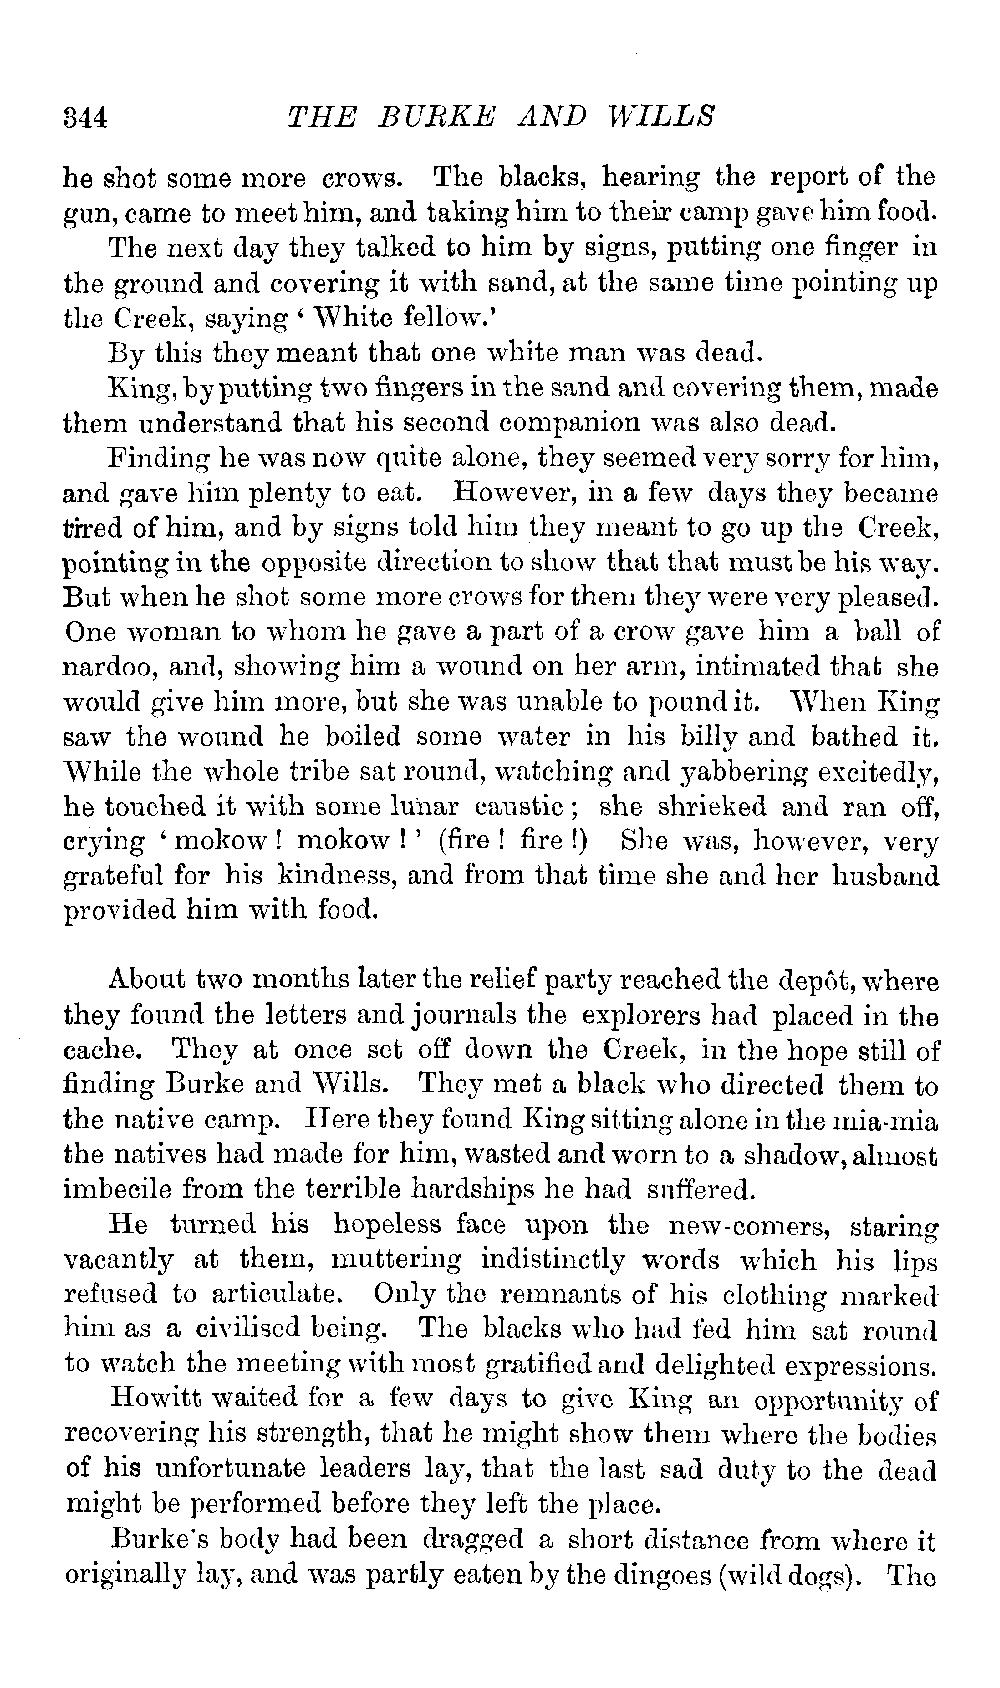 344 THE BURKE AND WILLS
he shot some more crows. The blacks, hearing the report of the
gun, came to meet him, and taking him to their camp gave him food.
The next day they talked to him by signs, putting one finger in
the ground and covering it with sand, at the same time pointing up
the Creek, saying ‘White fellow.’
By this they meant that one white man was dead.
King, by putting two fingers in the sand and covering them, made
them understand that his second companion was also dead.
Finding he was now quite alone, they seemed very sorry for him,
and gave him plenty to eat. However, in a few days they became
tired of him, and by signs told him they meant to go up the Creek,
pointing in the opposite direction to show that that must be his way.
But when he shot some more crows for them they were very pleased.
One woman to whom he gave a part of a crow gave him a ball of
nardoo, and, showing him a wound on her arm, intimated that she
would give him more, but she was unable to pound it. When King
saw the wound he boiled some water in his billy and bathed it.
While the whole tribe sat round, watching and yabbering excitedly,
he touched it with some lunar caustic; she shrieked and ran off,
crying ‘mokow! mokow!’ (fire! fire!) She was, however, very
grateful for his kindness, and from that time she and her husband
provided him with food.
About two months later the relief party reached the depôt, where
they found the letters and journals the explorers had placed in the
cache. They at once set off down the Creek, in the hope still of
finding Burke and Wills. They met a black who directed them to
the native camp. Here they found King sitting alone in the mia-mia
the natives had made for him, wasted and worn to a shadow, almost
imbecile from the terrible hardships he had suffered.
He turned his hopeless face upon the new-comers, staring
vacantly at them, muttering indistinctly words which his lips
refused to articulate. Only the remnants of his clothing marked
him as a civilised being. The blacks who had fed him sat round
to watch the meeting with most gratified and delighted expressions.
Howitt waited for a few days to give King an opportunity of
recovering his strength, that he might show them where the bodies
of his unfortunate leaders lay, that the last sad duty to the dead
might be performed before they left the place.
Burke's body had been dragged a short distance from where it
originally lay, and was partly eaten by the dingoes (wild dogs). The